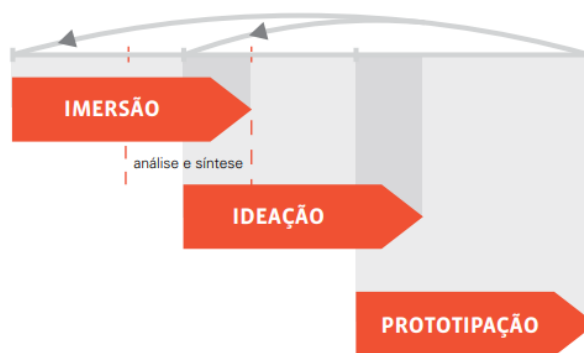 IMERSÃO
análise e síntese
IDEAÇÃO
PROTOTIPAÇÃO